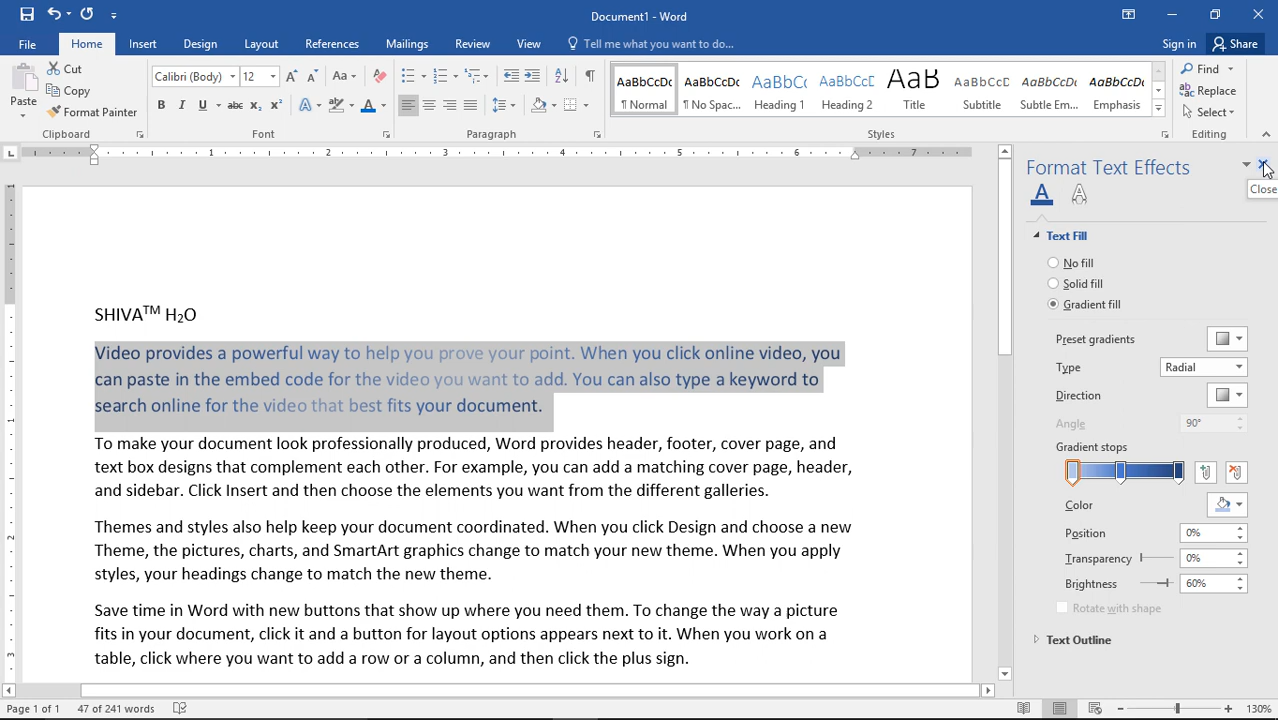 Document1 - Word
File Home Insert Design Layout References Mailings Review View Tell me what you want to do... Sign in Share
Paste
Cut
Copy
Format Painter
Clipboard
Calibri (Body) 12 Aa
B I U abc X₂ X² A A
Font
Paragraph
AaBbCcDc AaBbCcDc AaBbCc AaBbCcD AaB AaBbCcDc AaBbCcDc AaBbCcDc
¶ Normal ¶ No Spac... Heading 1 Heading 2 Title Subtitle Subtle Em... Emphasis
Styles
Find
Replace
Select
Editing
1 2 3 4 5 6 7
Format Text Effects
Close
Text Fill
No fill
Solid fill
Gradient fill
Preset gradients
Type Radial
Direction
Angle 90°
Gradient stops
Color
Position 0%
Transparency 0%
Brightness 60%
Rotate with shape
Text Outline
SHIVA™ H₂O
Video provides a powerful way to help you prove your point. When you click online video, you
can paste in the embed code for the video you want to add. You can also type a keyword to
search online for the video that best fits your document.
To make your document look professionally produced, Word provides header, footer, cover page, and
text box designs that complement each other. For example, you can add a matching cover page, header,
and sidebar. Click Insert and then choose the elements you want from the different galleries.
Themes and styles also help keep your document coordinated. When you click Design and choose a new
Theme, the pictures, charts, and SmartArt graphics change to match your new theme. When you apply
styles, your headings change to match the new theme.
Save time in Word with new buttons that show up where you need them. To change the way a picture
fits in your document, click it and a button for layout options appears next to it. When you work on a
table, click where you want to add a row or a column, and then click the plus sign.
Page 1 of 1 47 of 241 words 130%